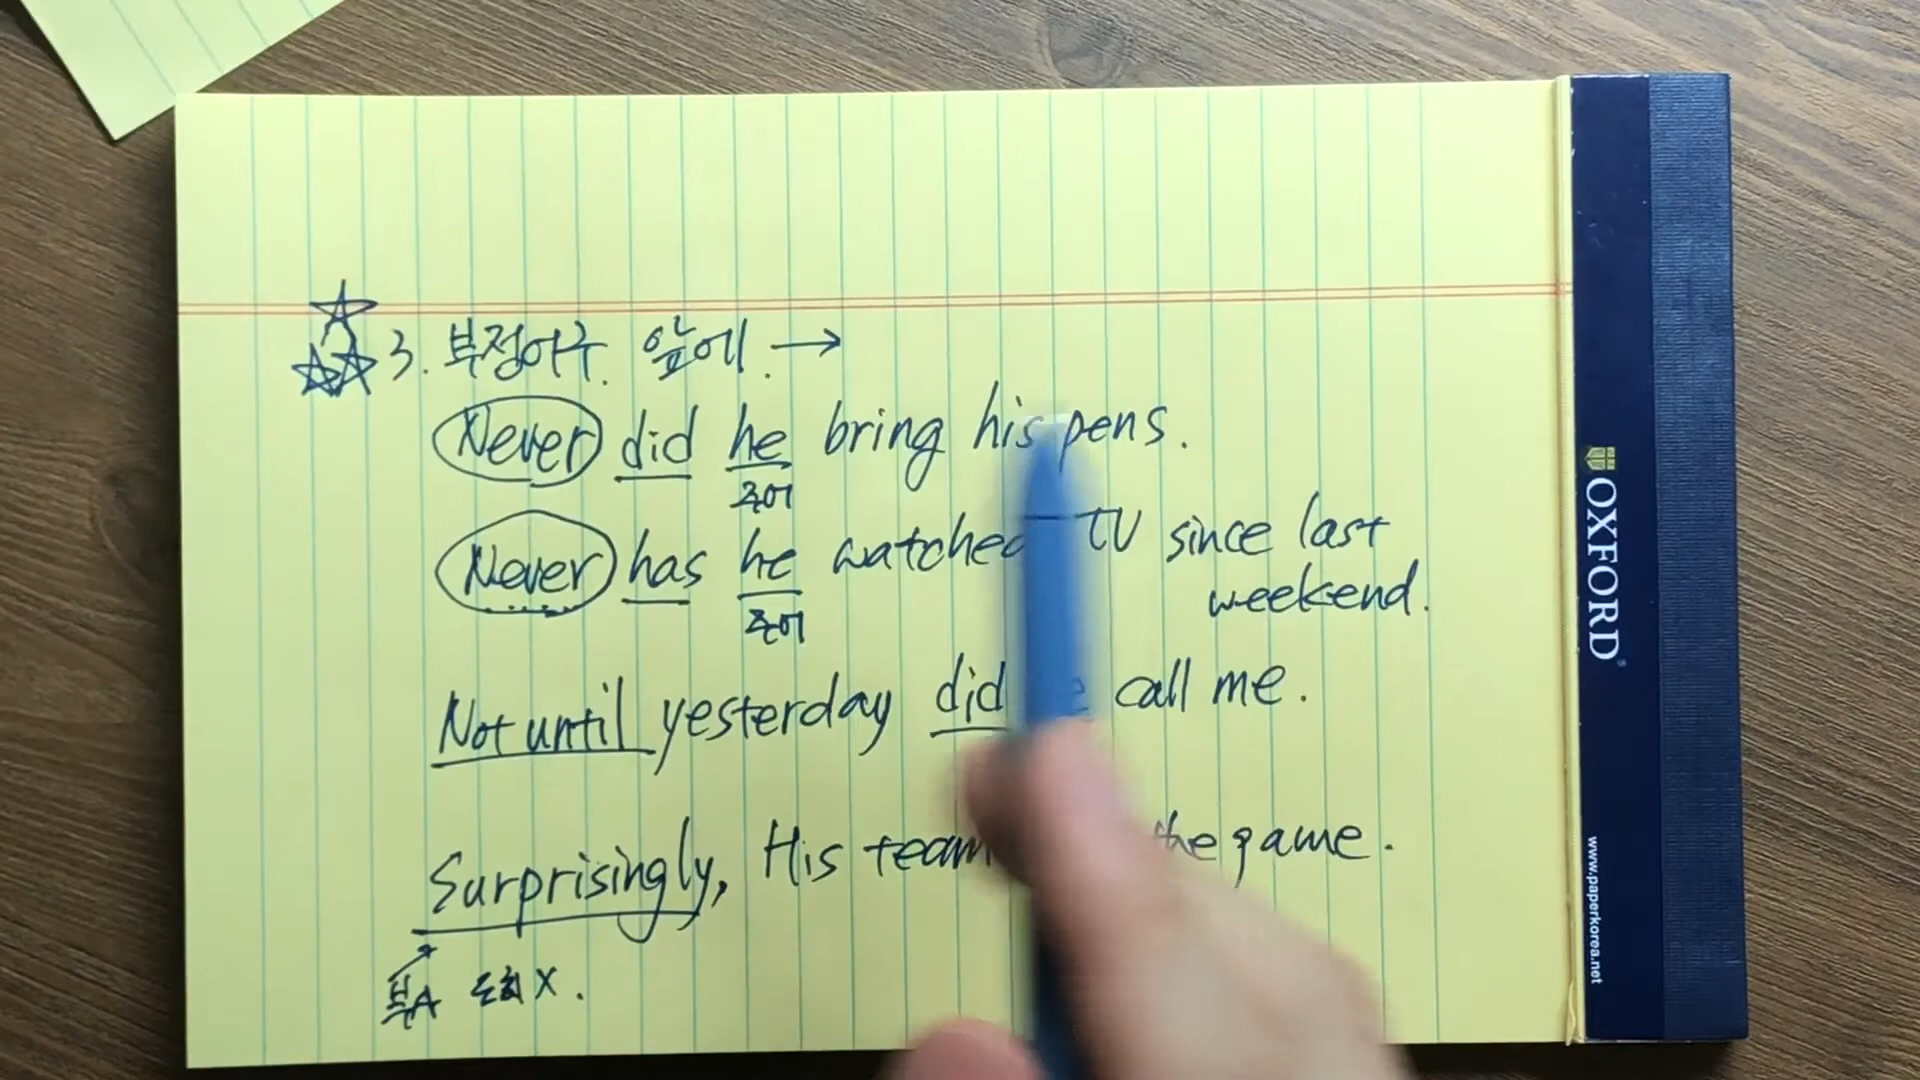 3. 부정어구 앞에. →
Never did he bring his pens.
주어
Never has he watched TV since last
weekend.
주어
Not until yesterday did call me.
Surprisingly, His team the game.
부사 도치 X.
OXFORD
www.paperkorea.net